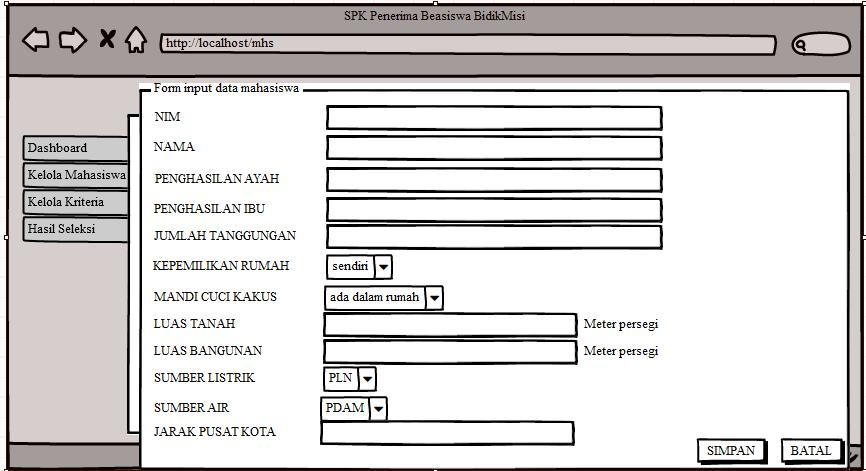 SPK Penerima Beasiswa BidikMisi
http://localhost/mhs
Dashboard
Kelola Mahasiswa
Kelola Kriteria
Hasil Seleksi
Form input data mahasiswa
NIM
NAMA
PENGHASILAN AYAH
PENGHASILAN IBU
JUMLAH TANGGUNGAN
KEPEMILIKAN RUMAH sendiri
MANDI CUCI KAKUS ada dalam rumah
LUAS TANAH Meter persegi
LUAS BANGUNAN Meter persegi
SUMBER LISTRIK PLN
SUMBER AIR PDAM
JARAK PUSAT KOTA
SIMPAN BATAL